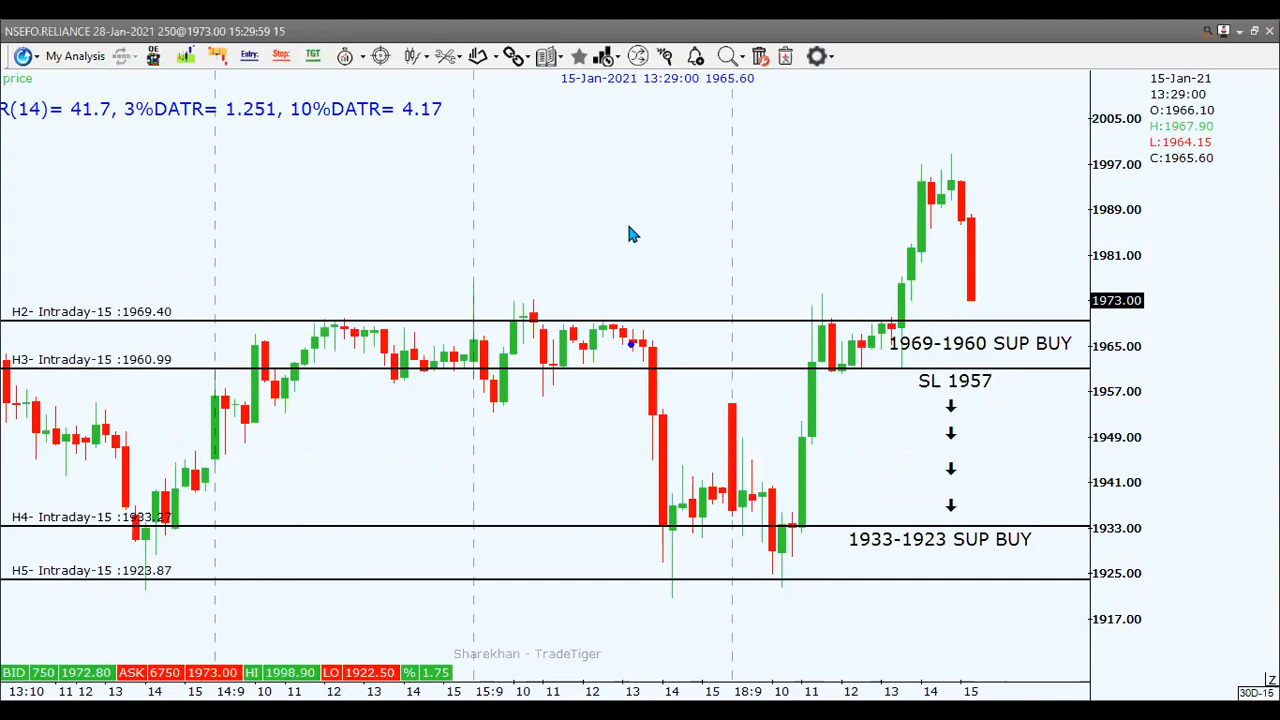 NSEFO.RELIANCE 28-Jan-2021 250@1973.00 15:29:59 15
My Analysis
OE
Entry:
Stop:
TGT
price
15-Jan-2021 13:29:00 1965.60
15-Jan-21
13:29:00
O:1966.10
H:1967.90
L:1964.15
C:1965.60
R(14)= 41.7, 3%DATR= 1.251, 10%DATR= 4.17
2005.00
1997.00
1989.00
1981.00
1973.00
1965.00
1957.00
1949.00
1941.00
1933.00
1925.00
1917.00
H2- Intraday-15 :1969.40
1969-1960 SUP BUY
H3- Intraday-15 :1960.99
SL 1957
H4- Intraday-15 :1933.27
1933-1923 SUP BUY
H5- Intraday-15 :1923.87
Sharekhan - TradeTiger
BID 750 1972.80 ASK 6750 1973.00 HI 1998.90 LO 1922.50 % 1.75
13:10 11 12 13 14 15 14:9 10 11 12 13 14 15 15:9 10 11 12 13 14 15 18:9 10 11 12 13 14 15
Z
30D-15